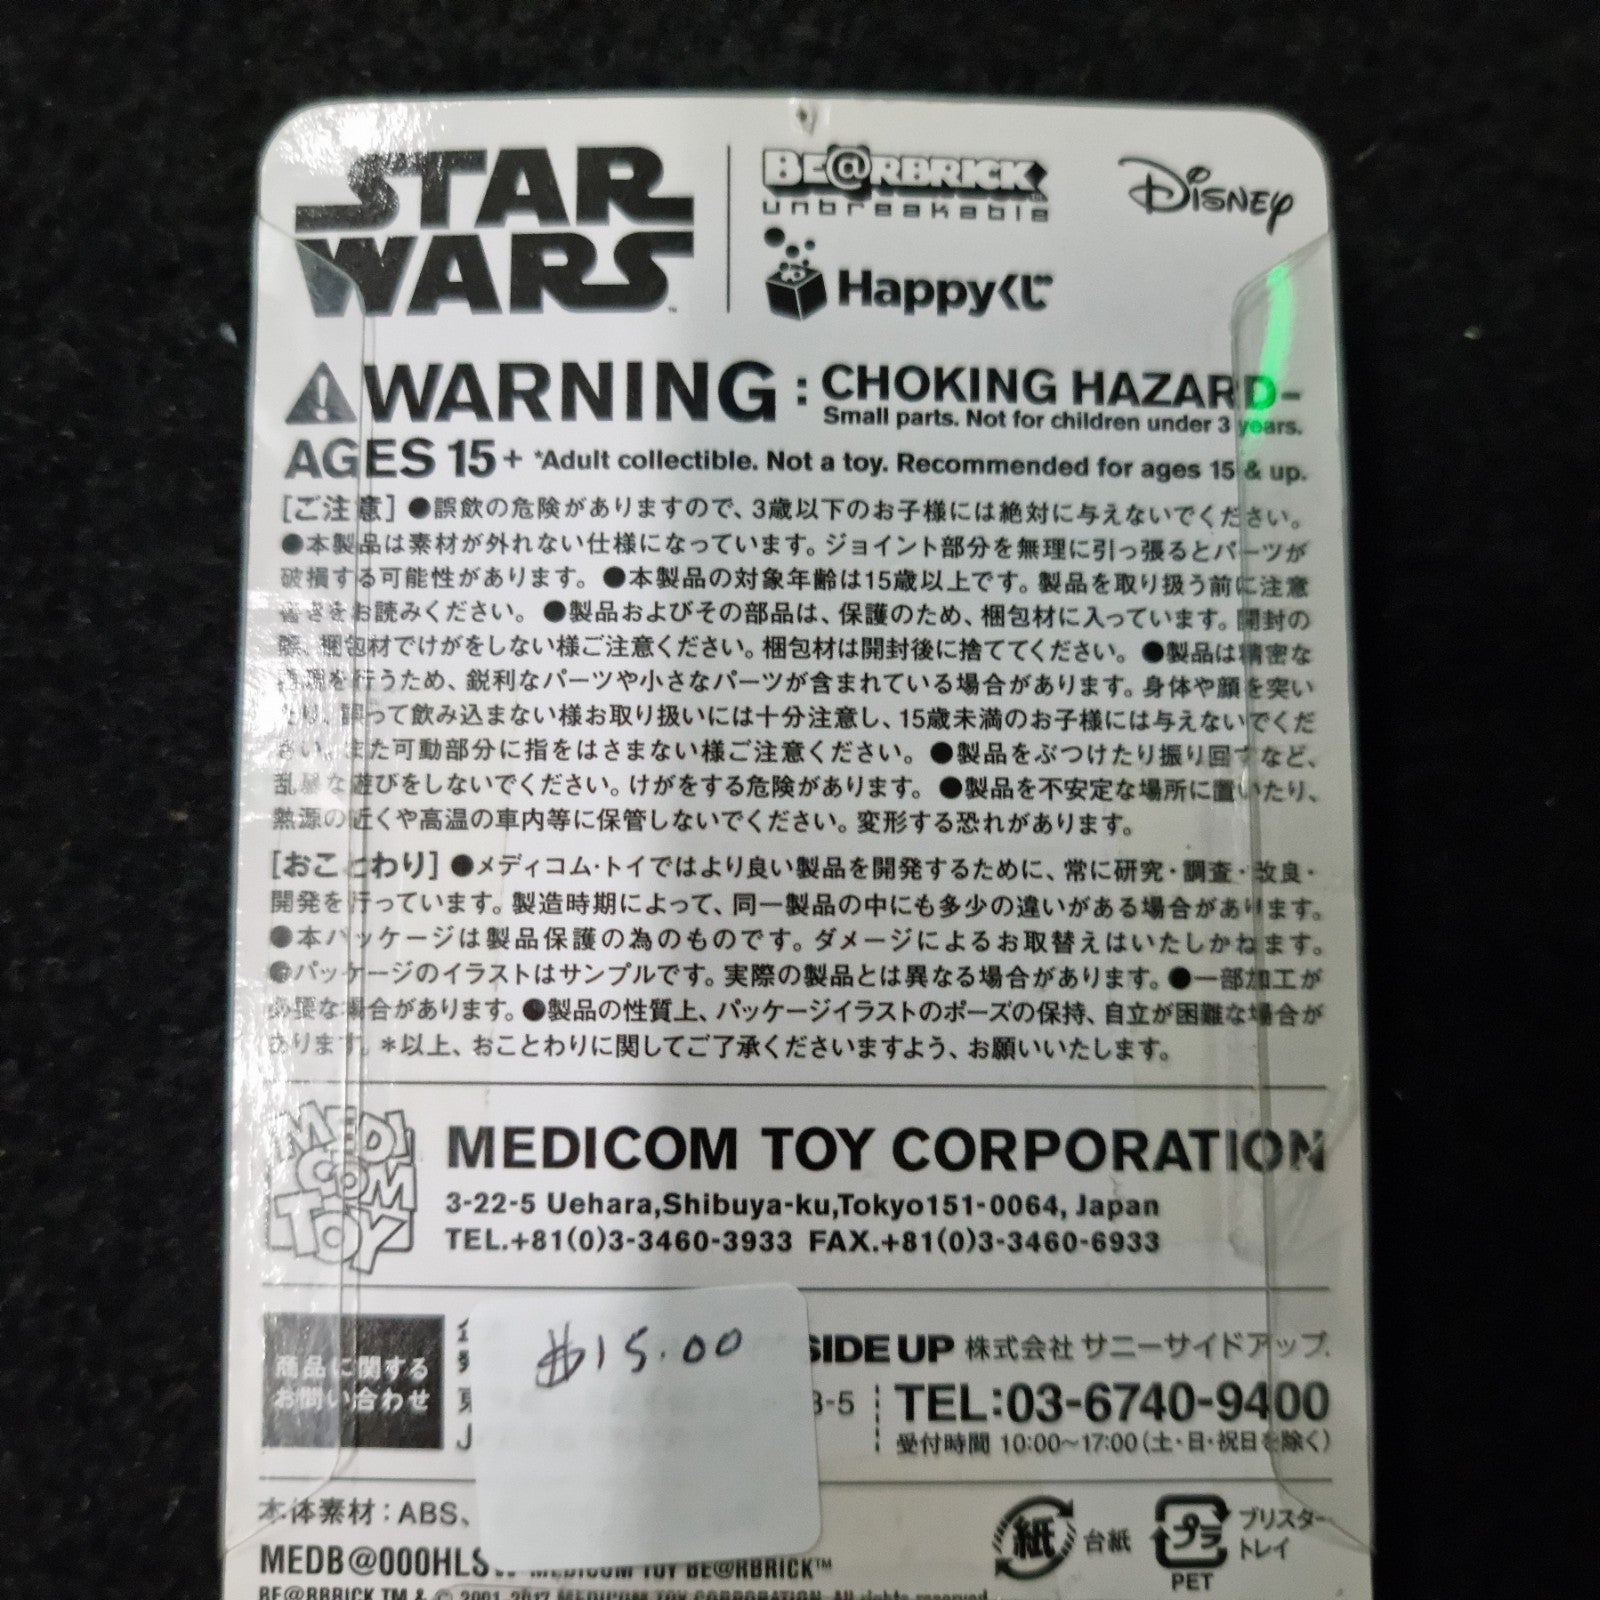 STAR
WARS
BE@RBRICK
unbreakable
Disney
Happyくじ
WARNING : CHOKING HAZARD-
Small parts. Not for children under 3 years.
AGES 15+ *Adult collectible. Not a toy. Recommended for ages 15 & up.
[ご注意] ●誤飲の危険がありますので、3歳以下のお子様には絶対に与えないでください。
●本製品は素材が外れない仕様になっています。ジョイント部分を無理に引っ張るとパーツが
破損する可能性があります。●本製品の対象年齢は15歳以上です。製品を取り扱う前に注意
書きをお読みください。●製品およびその部品は、保護のため、梱包材に入っています。開封の
際、梱包材でけがをしない様ご注意ください。梱包材は開封後に捨ててください。●製品は精密な
再現を行うため、鋭利なパーツや小さなパーツが含まれている場合があります。身体や顔を突い
たり、誤って飲み込まない様お取り扱いには十分注意し、15歳未満のお子様には与えないでくだ
さい。また可動部分に指をはさまない様ご注意ください。●製品をぶつけたり振り回すなど、
乱暴な遊びをしないでください。けがをする危険があります。●製品を不安定な場所に置いたり、
熱源の近くや高温の車内等に保管しないでください。変形する恐れがあります。
[おことわり] ●メディコム・トイではより良い製品を開発するために、常に研究・調査・改良・
開発を行っています。製造時期によって、同一製品の中にも多少の違いがある場合があります。
●本パッケージは製品保護の為のものです。ダメージによるお取替えはいたしかねます。
●パッケージのイラストはサンプルです。実際の製品とは異なる場合があります。●一部加工が
必要な場合があります。●製品の性質上、パッケージイラストのポーズの保持、自立が困難な場合が
あります。*以上、おことわりに関してご了承くださいますよう、お願いいたします。
MEDI
COM
TOY
MEDICOM TOY CORPORATION
3-22-5 Uehara,Shibuya-ku,Tokyo151-0064, Japan
TEL.+81(0)3-3460-3933 FAX.+81(0)3-3460-6933
商品に関する
お問い合わせ
$15.00
SIDE UP 株式会社 サニーサイドアップ
3-5 TEL:03-6740-9400
受付時間 10:00~17:00 (土・日・祝日を除く)
本体素材:ABS、
紙 台紙
プラ ブリスター
トレイ
PET
MEDB@000HLSW MEDICOM TOY BE@RBRICK™
BE@RBRICK TM & © 2001-2017 MEDICOM TOY CORPORATION. All rights reserved.